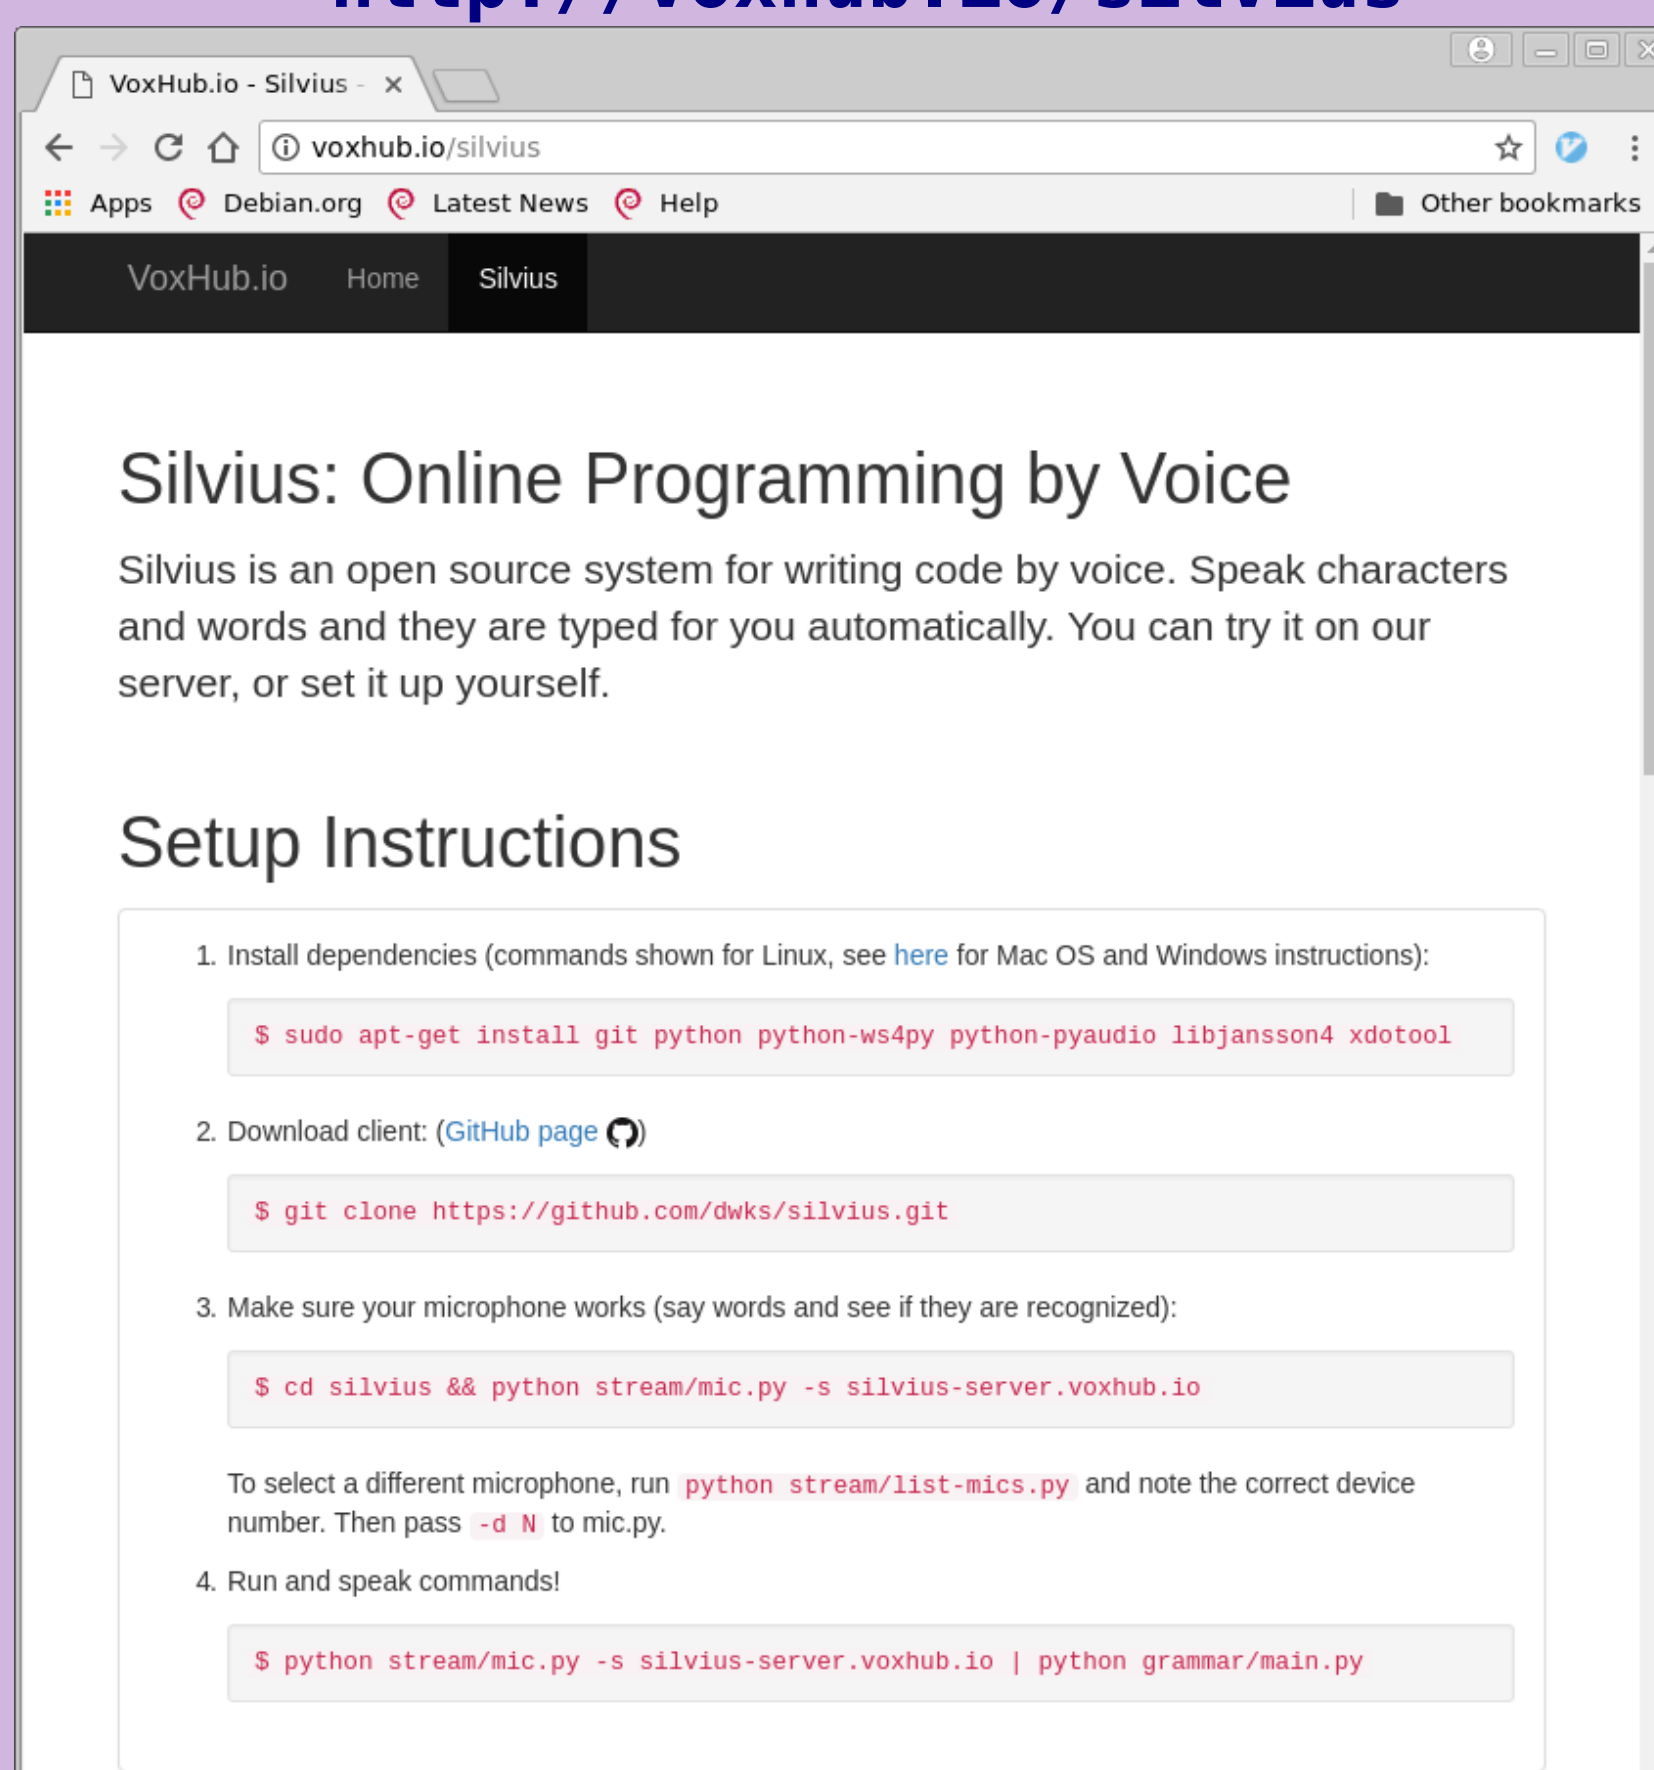 http://voxhub.io/silvius
VoxHub.io - Silvius -
voxhub.io/silvius
Apps Debian.org Latest News Help Other bookmarks
VoxHub.io Home Silvius
Silvius: Online Programming by Voice
Silvius is an open source system for writing code by voice. Speak characters
and words and they are typed for you automatically. You can try it on our
server, or set it up yourself.
Setup Instructions
1. Install dependencies (commands shown for Linux, see here for Mac OS and Windows instructions):
$ sudo apt-get install git python python-ws4py python-pyaudio libjansson4 xdotool
2. Download client: (GitHub page )
$ git clone https://github.com/dwks/silvius.git
3. Make sure your microphone works (say words and see if they are recognized):
$ cd silvius && python stream/mic.py -s silvius-server.voxhub.io
To select a different microphone, run python stream/list-mics.py and note the correct device
number. Then pass -d N to mic.py.
4. Run and speak commands!
$ python stream/mic.py -s silvius-server.voxhub.io | python grammar/main.py